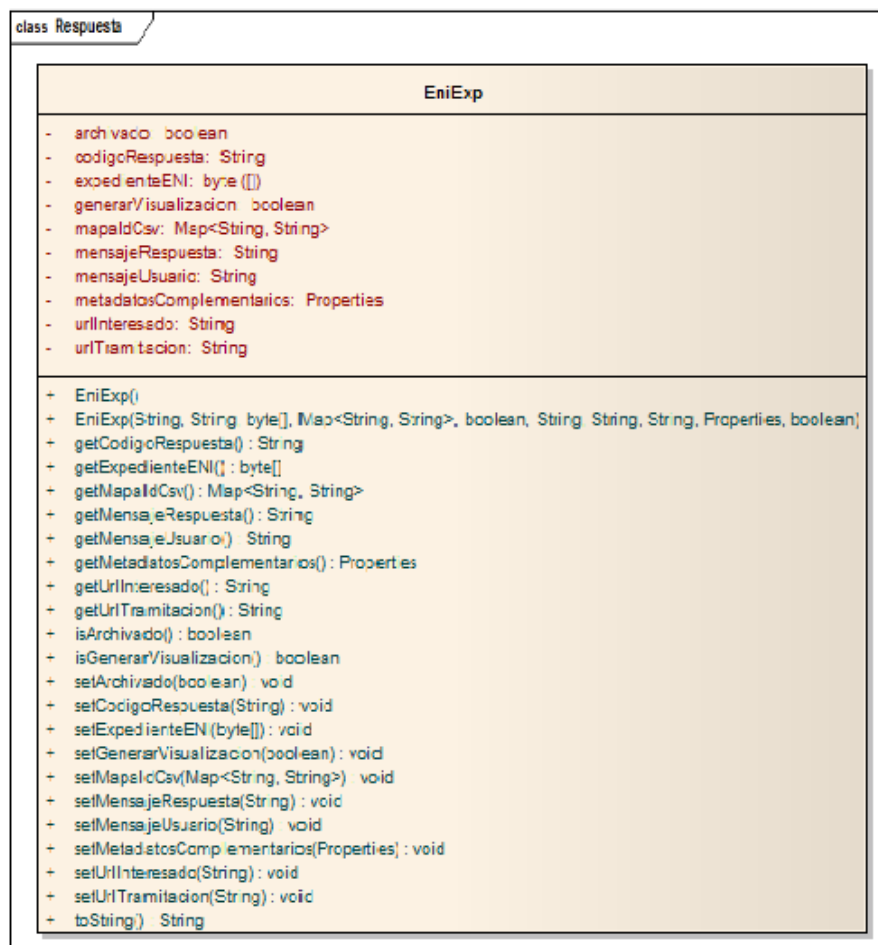 class Respuesta
EniExp
- archivado: boolean
- codigoRespuesta: String
- expedienteENI: byte ([])
- generarVisualizacion: boolean
- mapaIdCsv: Map<String, String>
- mensajeRespuesta: String
- mensajeUsuario: String
- metadatosComplementarios: Properties
- urlInteresado: String
- urlTramitacion: String
+ EniExp()
+ EniExp(String, String, byte[], Map<String, String>, boolean, String, String, String, Properties, boolean)
+ getCodigoRespuesta() : String
+ getExpedienteENI() : byte[]
+ getMapaIdCsv() : Map<String, String>
+ getMensajeRespuesta() : String
+ getMensajeUsuario() : String
+ getMetadatosComplementarios() : Properties
+ getUrlInteresado() : String
+ getUrlTramitacion() : String
+ isArchivado() : boolean
+ isGenerarVisualizacion() : boolean
+ setArchivado(boolean) : void
+ setCodigoRespuesta(String) : void
+ setExpedienteENI(byte[]) : void
+ setGenerarVisualizacion(boolean) : void
+ setMapaIdCsv(Map<String, String>) : void
+ setMensajeRespuesta(String) : void
+ setMensajeUsuario(String) : void
+ setMetadatosComplementarios(Properties) : void
+ setUrlInteresado(String) : void
+ setUrlTramitacion(String) : void
+ toString() : String